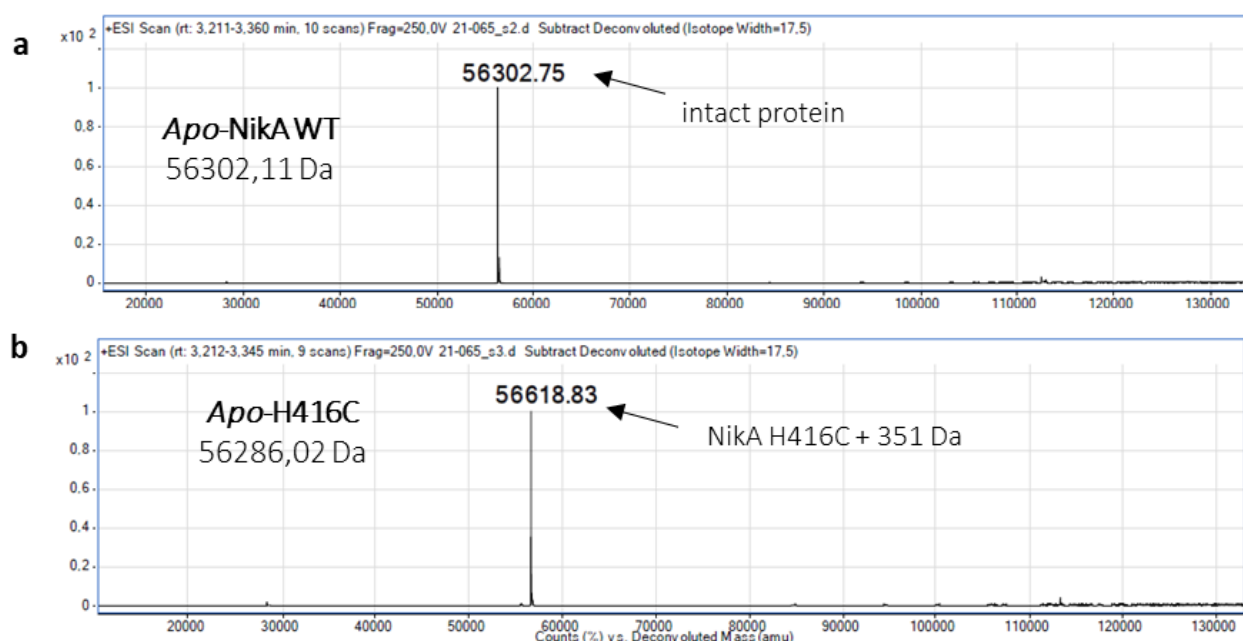 a
x10 2
+ESI Scan (rt: 3,211-3,360 min, 10 scans) Frag=250,0V 21-065_s2.d Subtract Deconvoluted (Isotope Width=17,5)
56302.75
intact protein
Apo-NikA WT
56302,11 Da
1
0.8
0.6
0.4
0.2
0
20000 30000 40000 50000 60000 70000 80000 90000 100000 110000 120000 130000
b
x10 2
+ESI Scan (rt: 3,212-3,345 min, 9 scans) Frag=250,0V 21-065_s3.d Subtract Deconvoluted (Isotope Width=17,5)
56618.83
Apo-H416C
56286,02 Da
NikA H416C + 351 Da
1
0.8
0.6
0.4
0.2
0
20000 30000 40000 50000 60000 70000 80000 90000 100000 110000 120000 130000
Counts (%) vs. Deconvoluted Mass (amu)